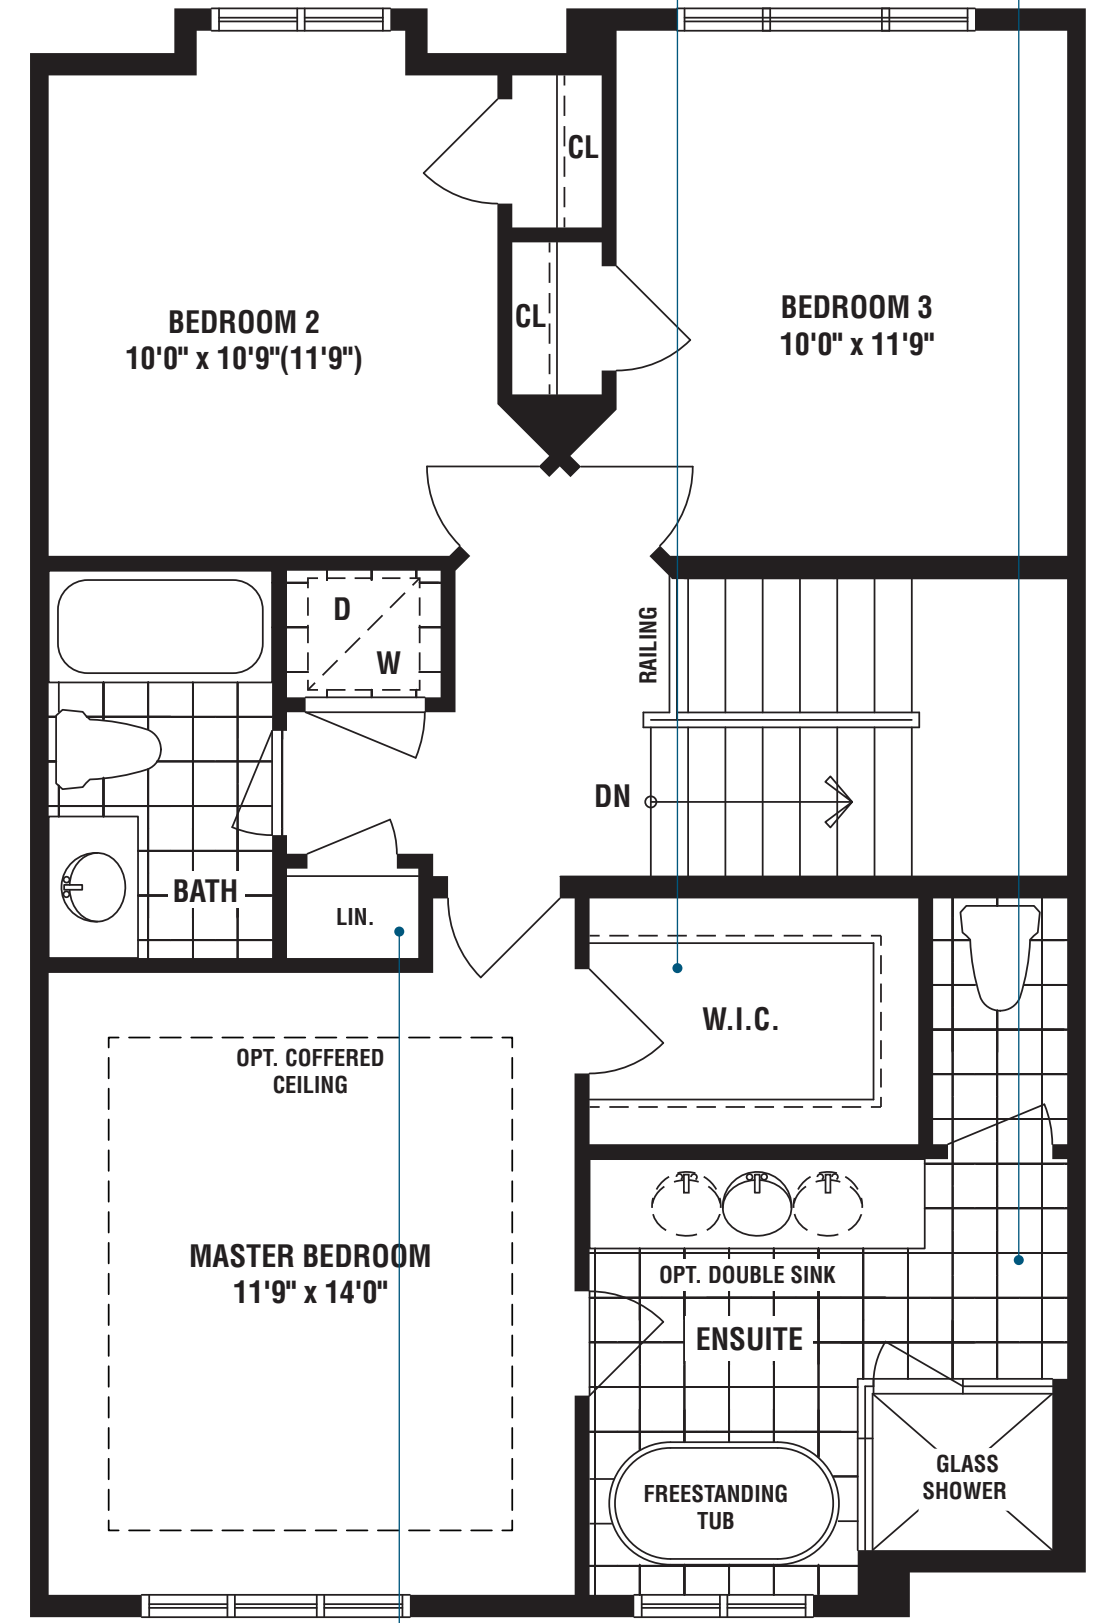 CL
BEDROOM 2
10'0" x 10'9"(11'9")
CL
BEDROOM 3
10'0" x 11'9"
D
W
RAILING
DN
BATH
LIN.
W.I.C.
OPT. COFFERED
CEILING
MASTER BEDROOM
11'9" x 14'0"
OPT. DOUBLE SINK
ENSUITE
FREESTANDING
TUB
GLASS
SHOWER